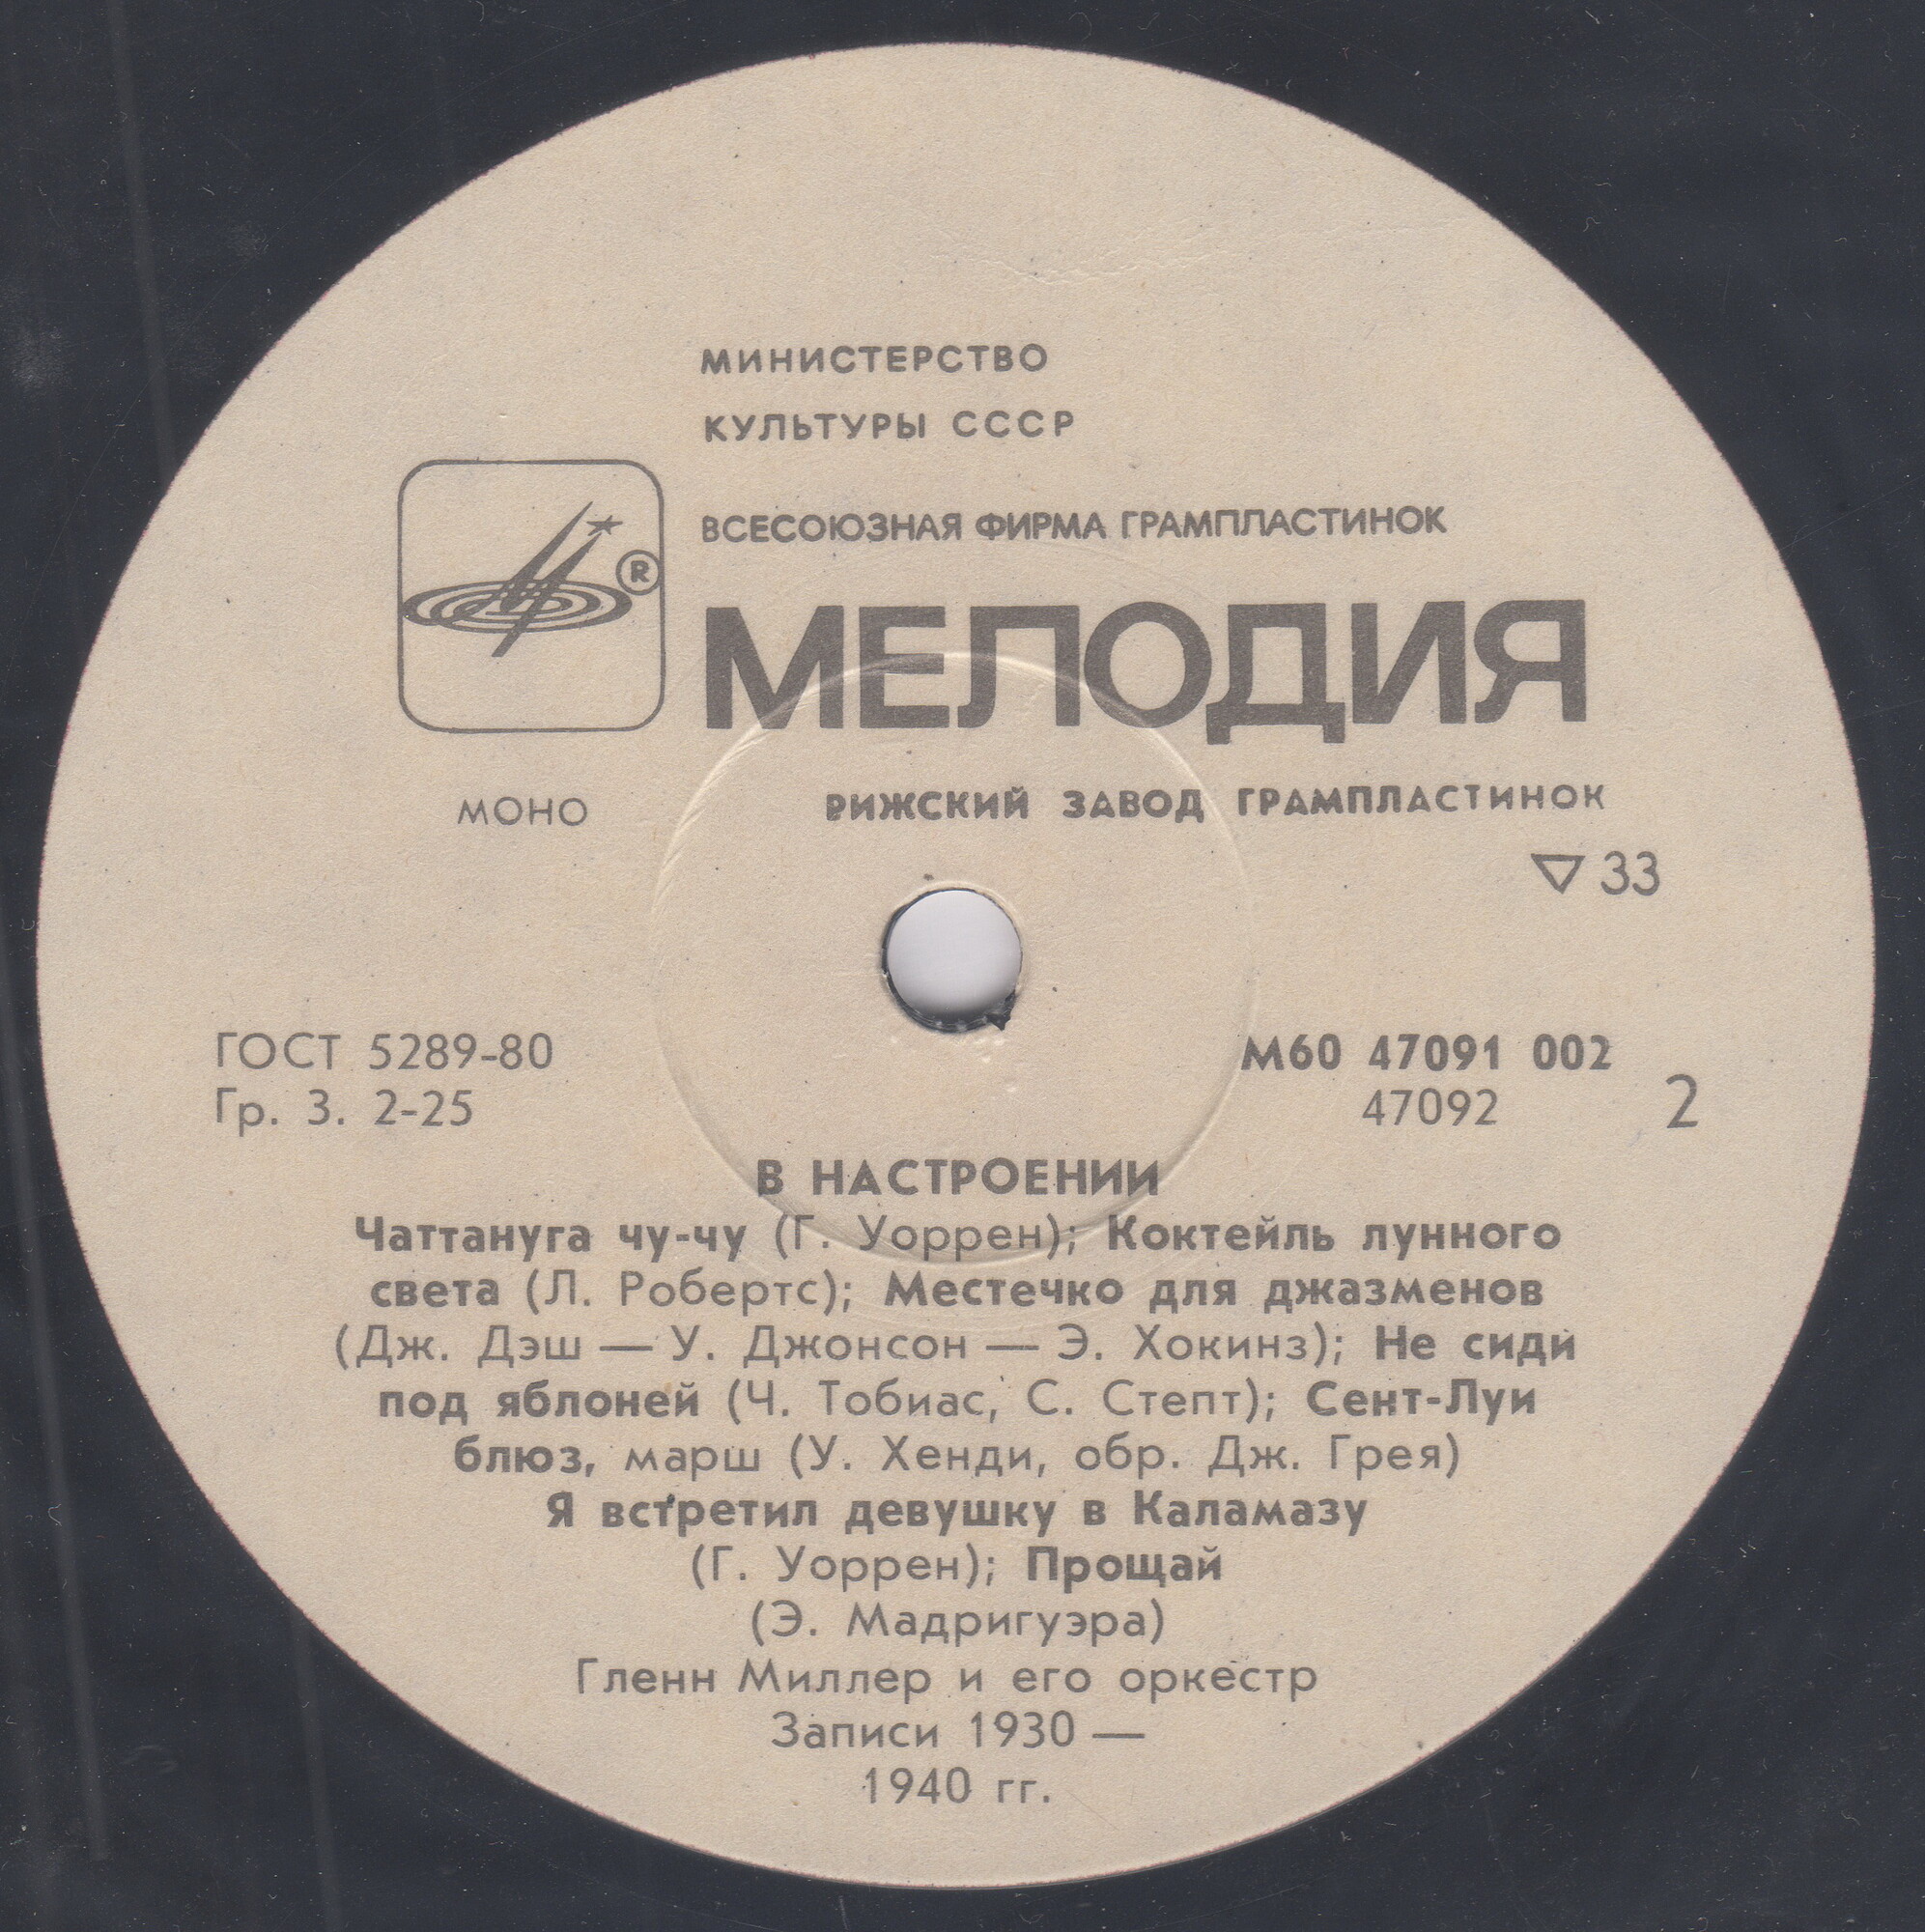 МИНИСТЕРСТВО
КУЛЬТУРЫ СССР
ВСЕСОЮЗНАЯ ФИРМА ГРАМПЛАСТИНОК
®
МЕЛОДИЯ
МОНО
РИЖСКИЙ ЗАВОД ГРАМПЛАСТИНОК
▽ 33
ГОСТ 5289-80
Гр. 3. 2-25
М60 47091 002
47092
2
В НАСТРОЕНИИ
Чаттануга чу-чу (Г. Уоррен); Коктейль лунного
света (Л. Робертс); Местечко для джазменов
(Дж. Дэш — У. Джонсон — Э. Хокинз); Не сиди
под яблоней (Ч. Тобиас, С. Степт); Сент-Луи
блюз, марш (У. Хенди, обр. Дж. Грея)
Я встретил девушку в Каламазу
(Г. Уоррен); Прощай
(Э. Мадригуэра)
Гленн Миллер и его оркестр
Записи 1930 —
1940 гг.